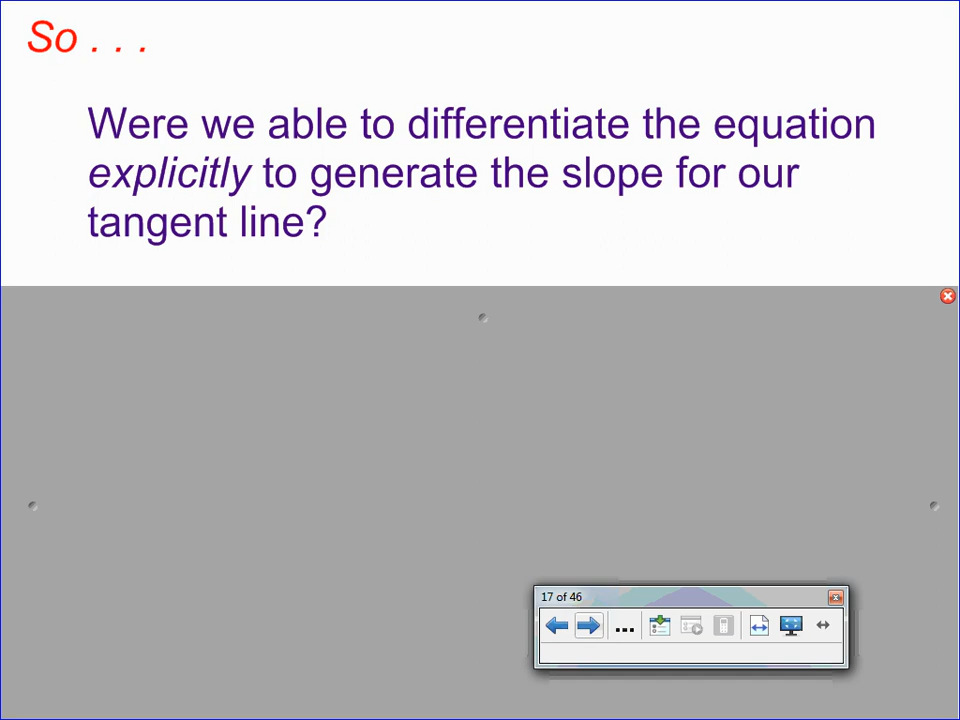 So . . .
Were we able to differentiate the equation
explicitly to generate the slope for our
tangent line?
17 of 46
...